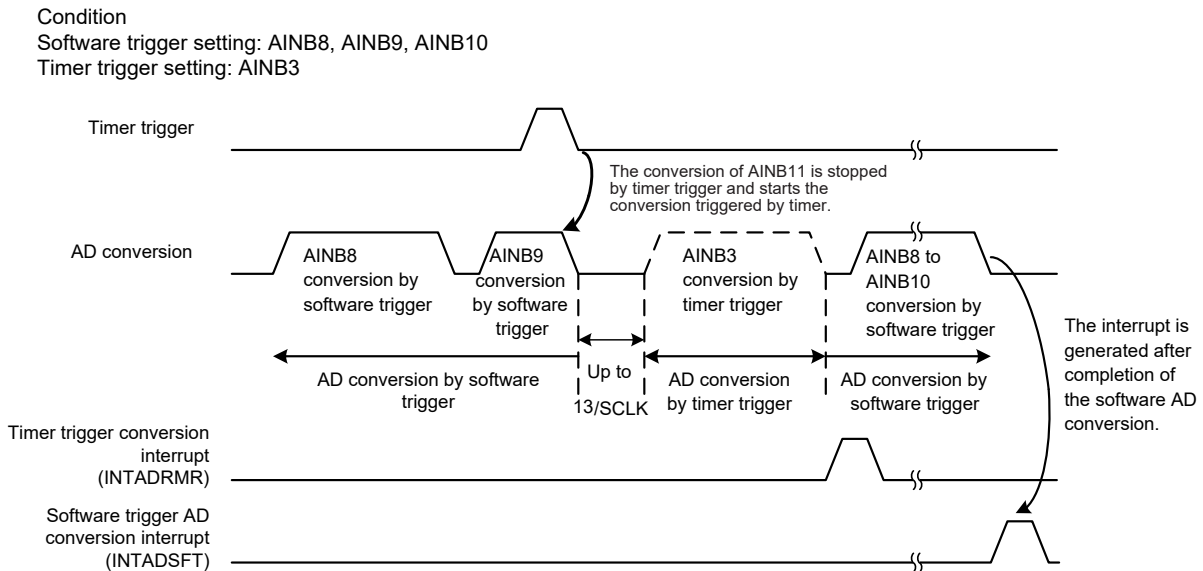 Condition
Software trigger setting: AINB8, AINB9, AINB10
Timer trigger setting: AINB3
Timer trigger
The conversion of AINB11 is stopped
by timer trigger and starts the
conversion triggered by timer.
AD conversion
AINB8
conversion by
software trigger
AINB9
conversion
by software
trigger
AINB3
conversion by
timer trigger
AINB8 to
AINB10
conversion by
software trigger
The interrupt is
generated after
completion of
the software AD
conversion.
AD conversion by software
trigger
Up to
13/SCLK
AD conversion
by timer trigger
AD conversion by
software trigger
Timer trigger conversion
interrupt
(INTADRMR)
Software trigger AD
conversion interrupt
(INTADSFT)